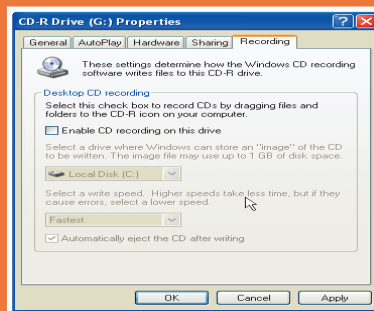 CD-R Drive (G:) Properties
General AutoPlay Hardware Sharing Recording
These settings determine how the Windows CD recording
software writes files to this CD-R drive.
Desktop CD recording
Select this check box to record CDs by dragging files and
folders to the CD-R icon on your computer.
Enable CD recording on this drive
Select a drive where Windows can store an "image" of the CD
to be written. The image file may use up to 1 GB of disk space.
Local Disk (C:)
Select a write speed. Higher speeds take less time, but if they
cause errors, select a lower speed.
Fastest
Automatically eject the CD after writing
OK Cancel Apply